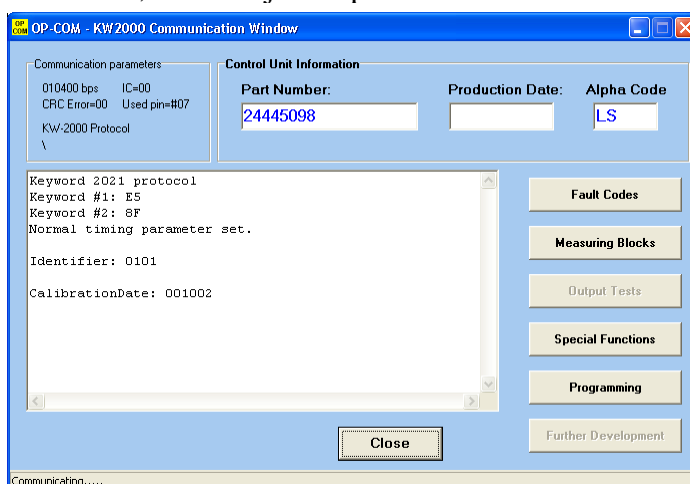 OP COM OP-COM - KW2000 Communication Window
Communication parameters
010400 bps IC=00
CRC Error=00 Used pin=#07
KW-2000 Protocol
\
Control Unit Information
Part Number: Production Date: Alpha Code
24445098 LS
Keyword 2021 protocol
Keyword #1: E5
Keyword #2: 8F
Normal timing parameter set.
Identifier: 0101
CalibrationDate: 001002
Fault Codes
Measuring Blocks
Output Tests
Special Functions
Programming
Further Development
Close
Communicating.....